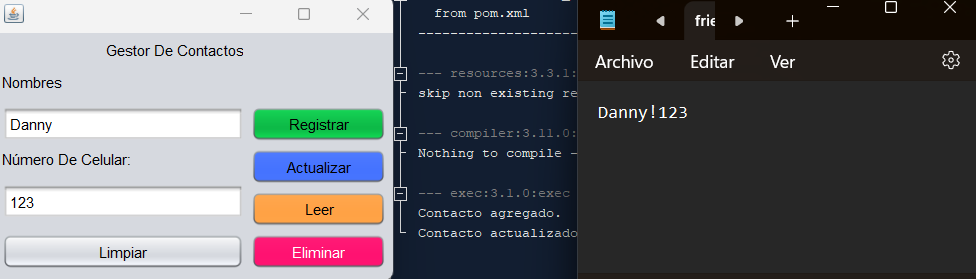 Gestor De Contactos
Nombres
Danny
Registrar
Número De Celular:
Actualizar
123
Leer
Limpiar
Eliminar
from pom.xml
--- resources:3.3.1:
skip non existing re
--- compiler:3.11.0:
Nothing to compile -
--- exec:3.1.0:exec
Contacto agregado.
Contacto actualizado
frie
Archivo Editar Ver
Danny!123